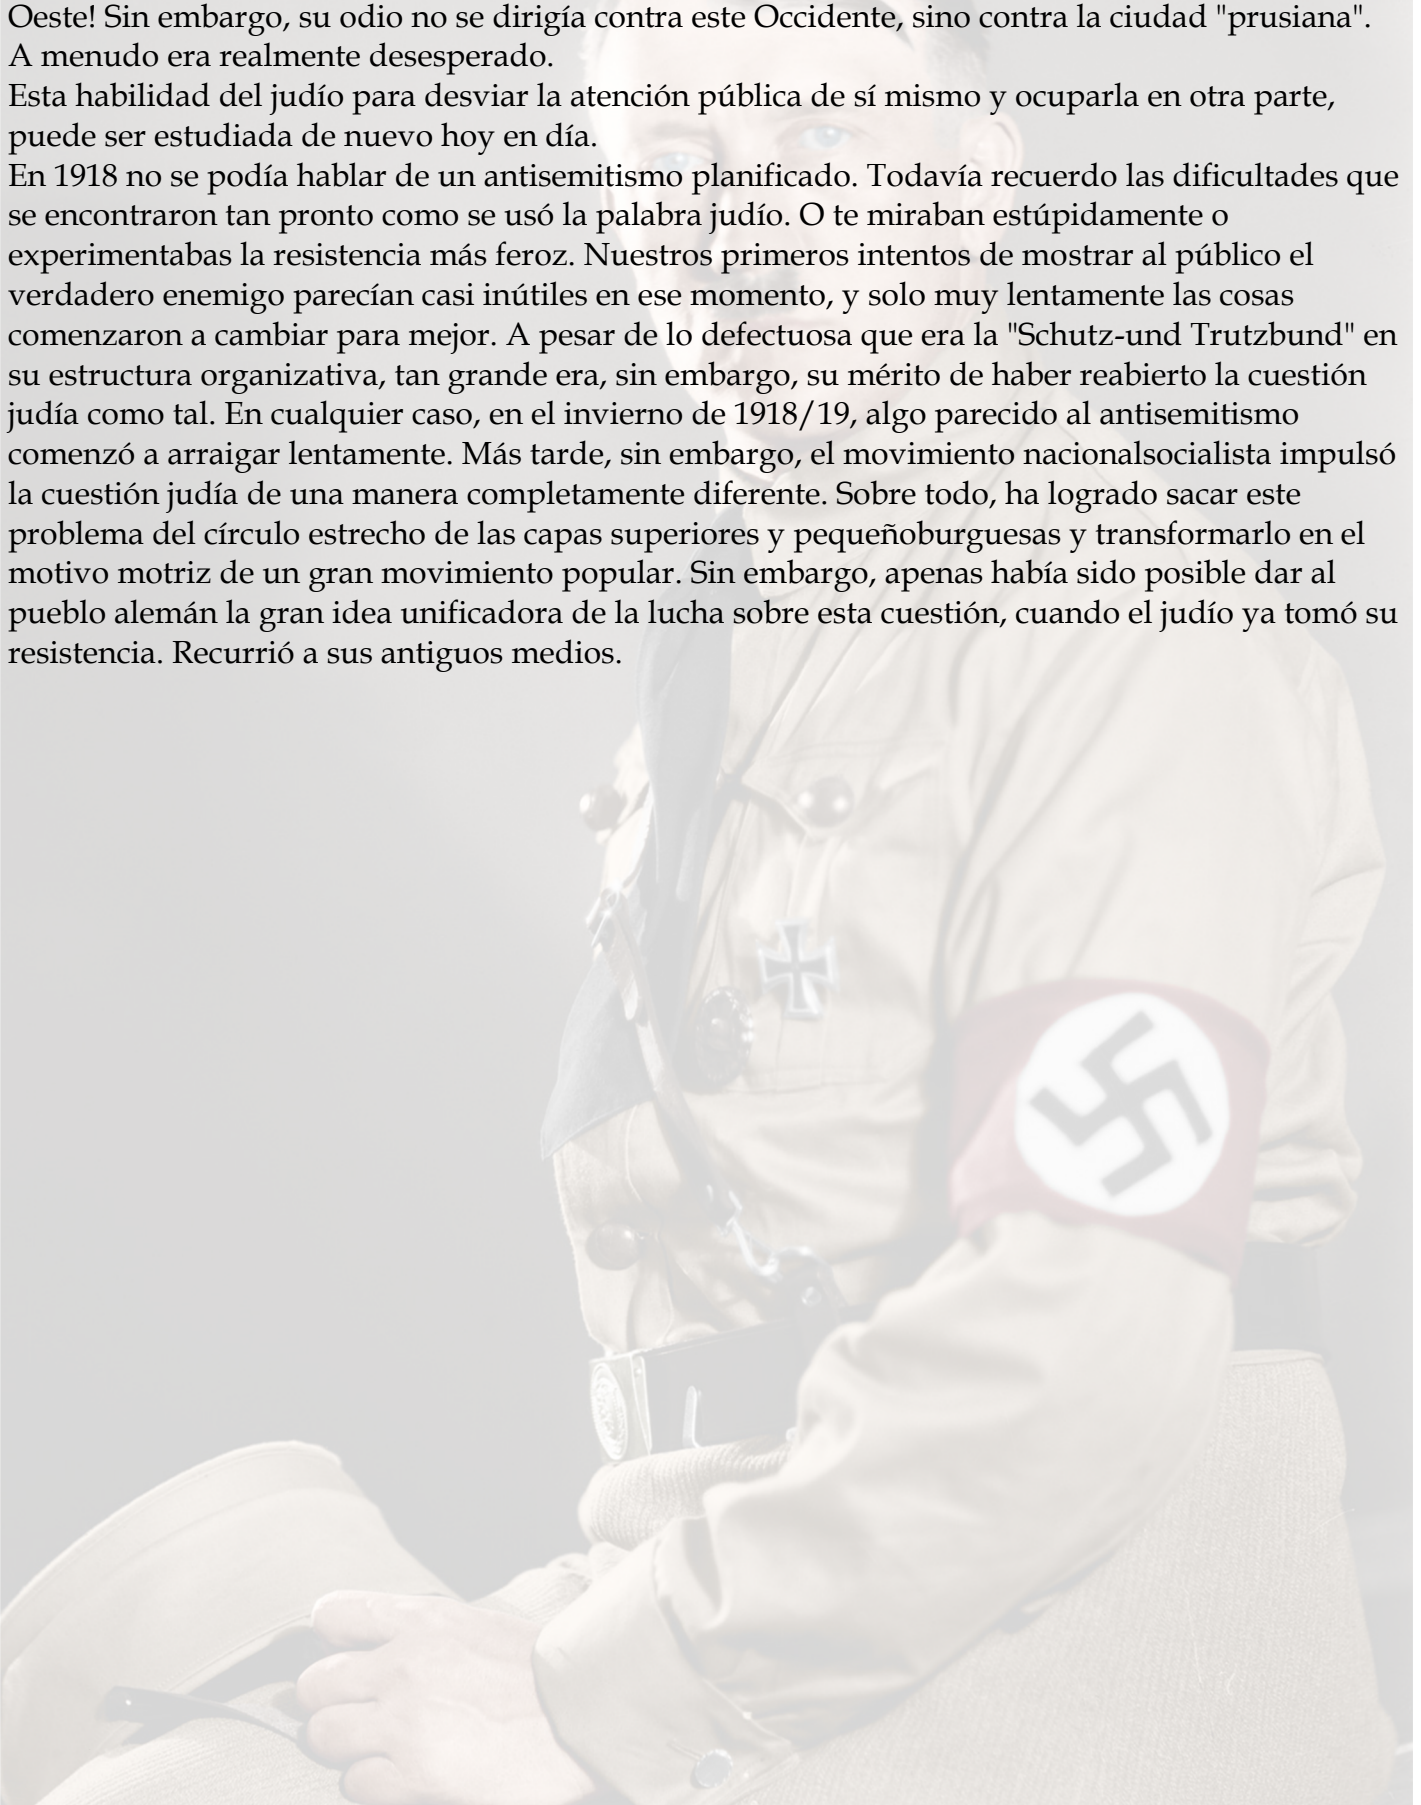 Oeste! Sin embargo, su odio no se dirigía contra este Occidente, sino contra la ciudad "prusiana".
A menudo era realmente desesperado.
Esta habilidad del judío para desviar la atención pública de sí mismo y ocuparla en otra parte,
puede ser estudiada de nuevo hoy en día.
En 1918 no se podía hablar de un antisemitismo planificado. Todavía recuerdo las dificultades que
se encontraron tan pronto como se usó la palabra judío. O te miraban estúpidamente o
experimentabas la resistencia más feroz. Nuestros primeros intentos de mostrar al público el
verdadero enemigo parecían casi inútiles en ese momento, y solo muy lentamente las cosas
comenzaron a cambiar para mejor. A pesar de lo defectuosa que era la "Schutz-und Trutzbund" en
su estructura organizativa, tan grande era, sin embargo, su mérito de haber reabierto la cuestión
judía como tal. En cualquier caso, en el invierno de 1918/19, algo parecido al antisemitismo
comenzó a arraigar lentamente. Más tarde, sin embargo, el movimiento nacionalsocialista impulsó
la cuestión judía de una manera completamente diferente. Sobre todo, ha logrado sacar este
problema del círculo estrecho de las capas superiores y pequeñoburguesas y transformarlo en el
motivo motriz de un gran movimiento popular. Sin embargo, apenas había sido posible dar al
pueblo alemán la gran idea unificadora de la lucha sobre esta cuestión, cuando el judío ya tomó su
resistencia. Recurrió a sus antiguos medios.